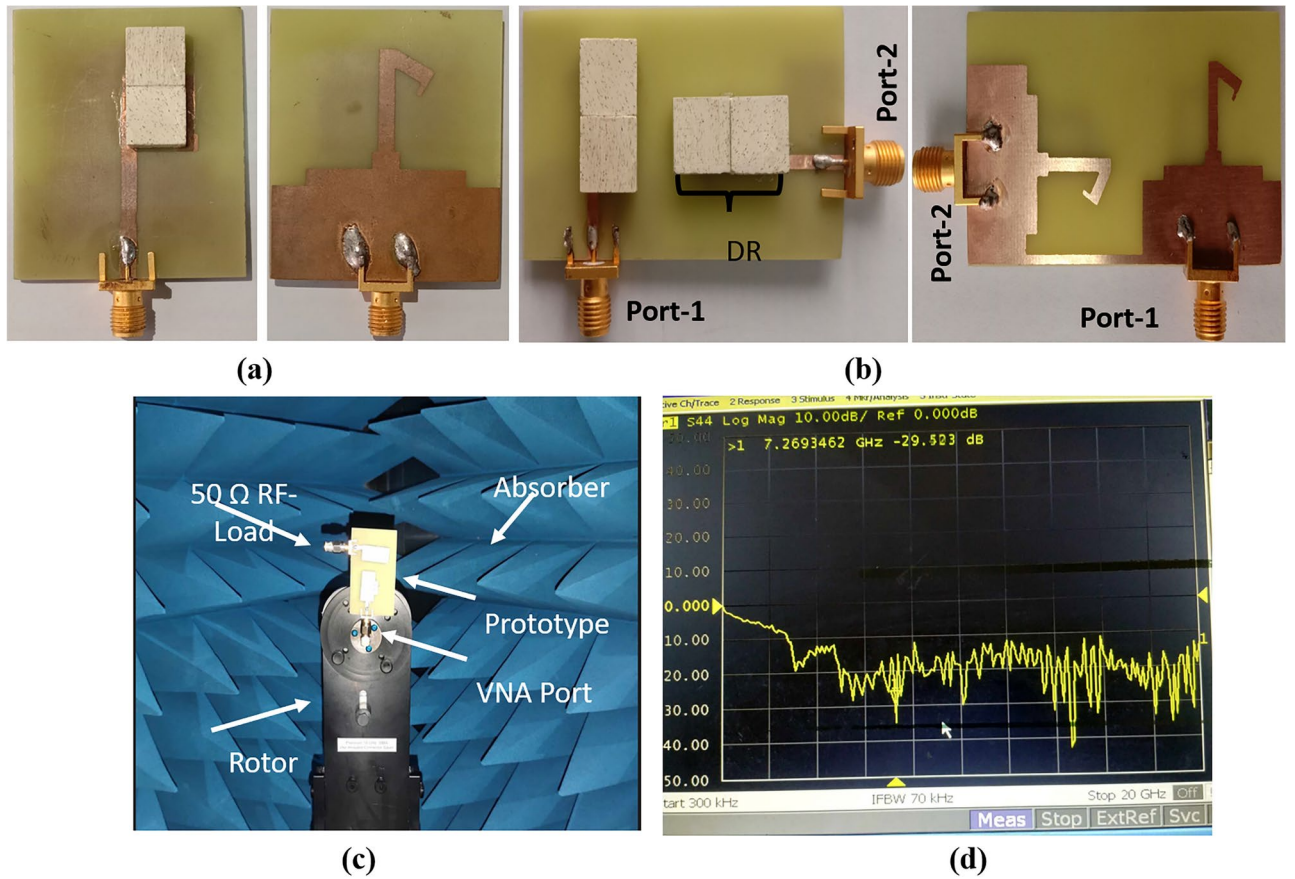 Port-2
DR
Port-1
Port-2
Port-1
(a)
(b)
50 Ω RF-
Load
Absorber
Prototype
VNA Port
Rotor
(c)
2 Response
S44 Log Mag 10.00dB/ Ref 0.000dB
>1 7.2693462 GHz -29.523 dB
40.00
30.00
20.00
10.00
0.000
10.00
20.00
30.00
40.00
50.00
1
tart 300 kHz
IFBW 70 kHz
Stop 20 GHz
Off
Meas
Stop
ExtRef
Svc
(d)